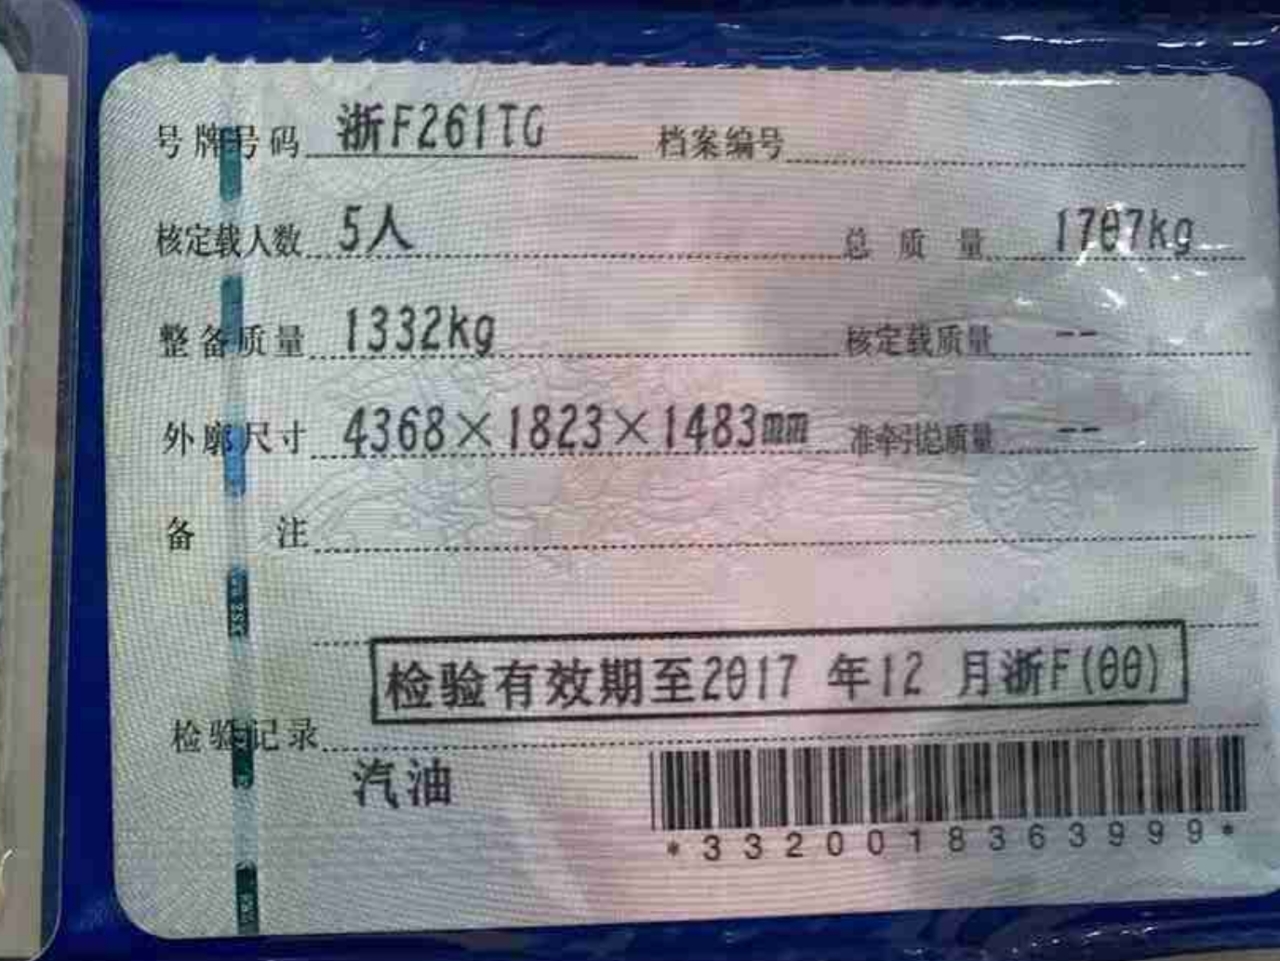 号牌号码 浙F261TG 档案编号
核定载人数 5人 总质量 1707kg
整备质量 1332kg 核定载质量 --
外廓尺寸 4368×1823×1483mm 准牵引总质量 --
备注
检验有效期至2017 年12 月浙F(00)
检验记录
汽油
*3320018363999*